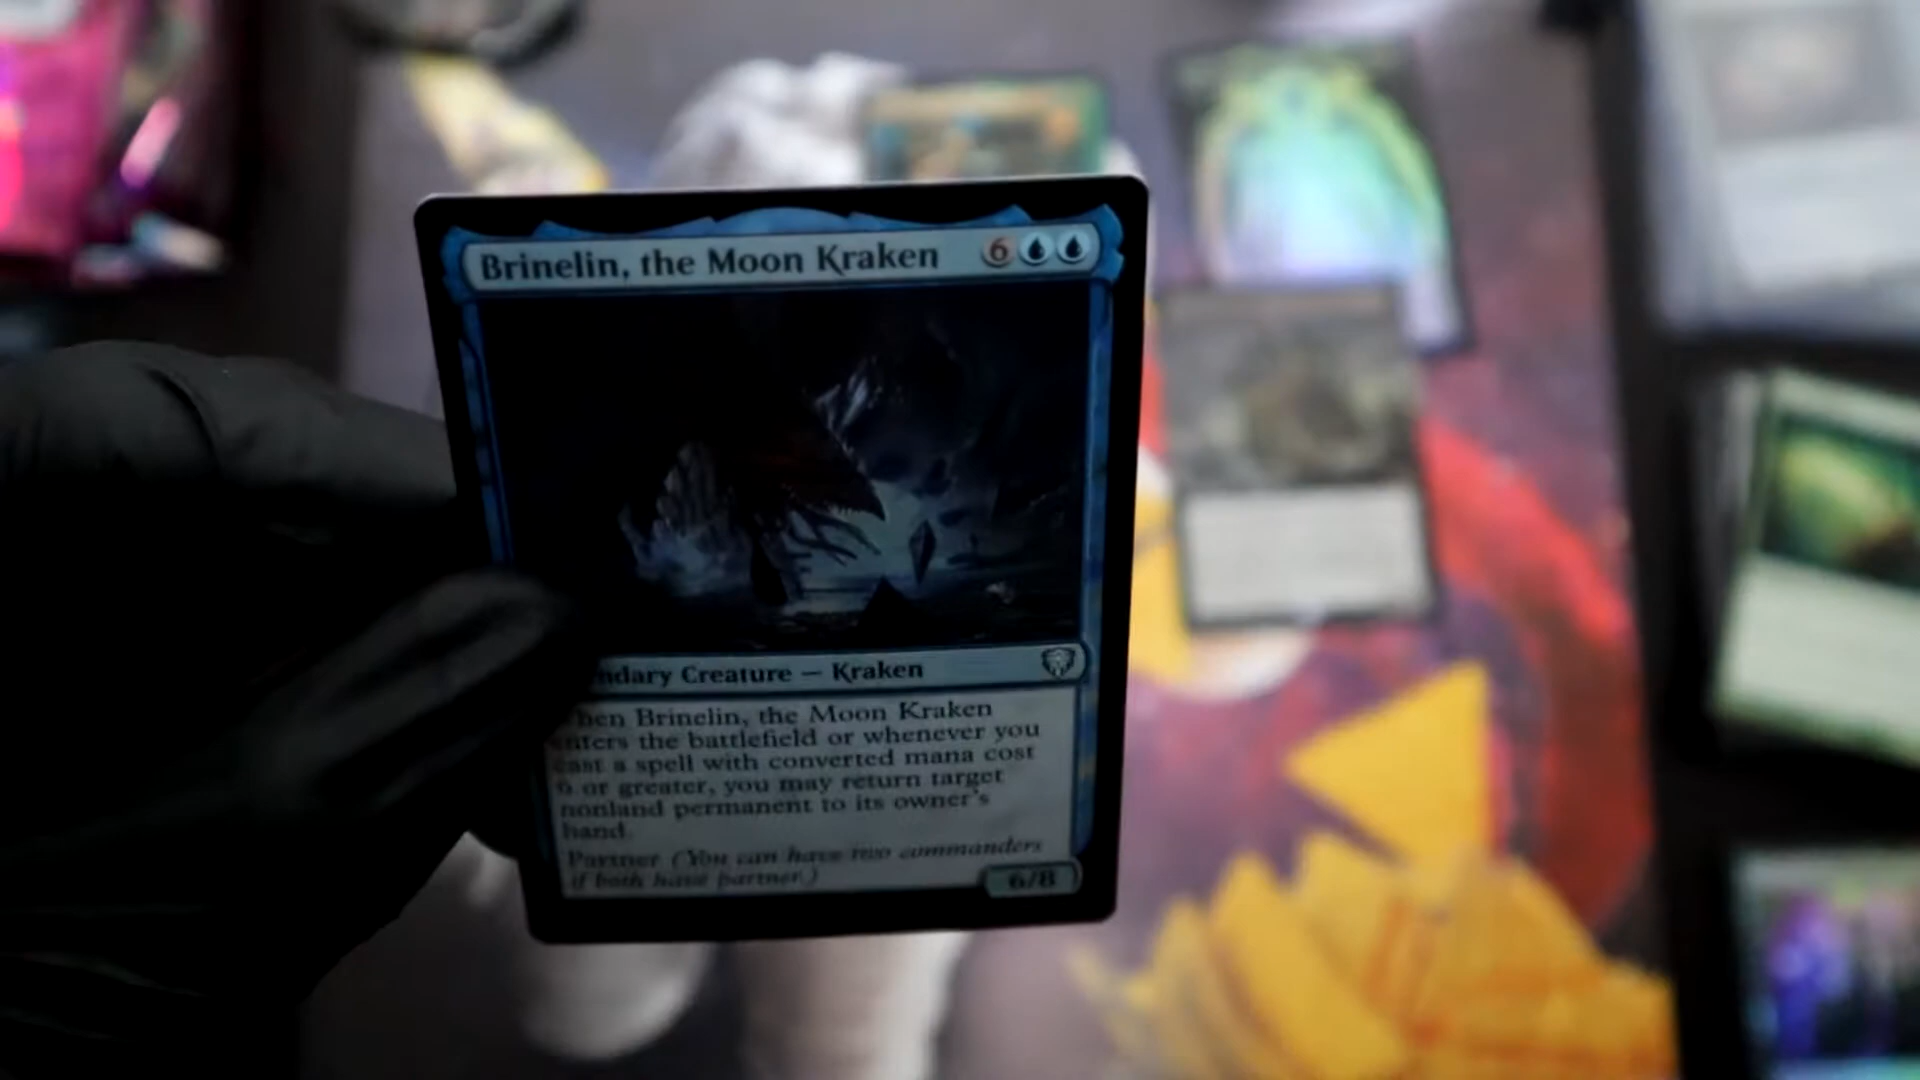 Brinelin, the Moon Kraken 6
ndary Creature — Kraken
hen Brinelin, the Moon Kraken
enters the battlefield or whenever you
cast a spell with converted mana cost
6 or greater, you may return target
nonland permanent to its owner's
hand.
Partner (You can have two commanders
if both have partner.)
6/8